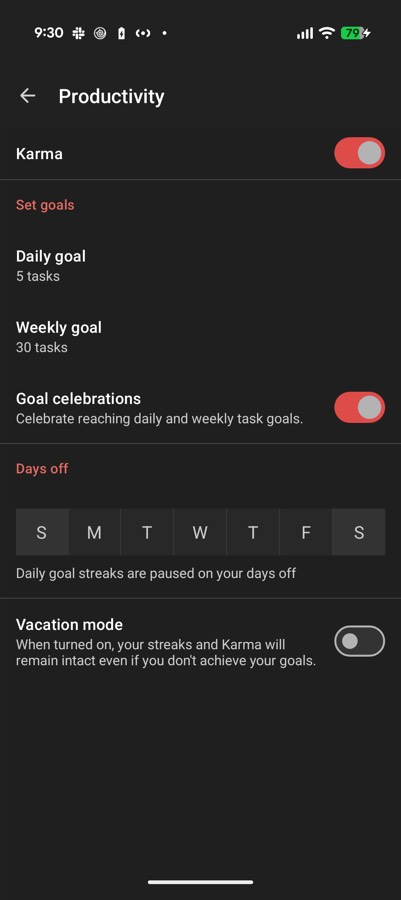 9:30
79
Productivity
Karma
Set goals
Daily goal
5 tasks
Weekly goal
30 tasks
Goal celebrations
Celebrate reaching daily and weekly task goals.
Days off
S M T W T F S
Daily goal streaks are paused on your days off
Vacation mode
When turned on, your streaks and Karma will
remain intact even if you don't achieve your goals.